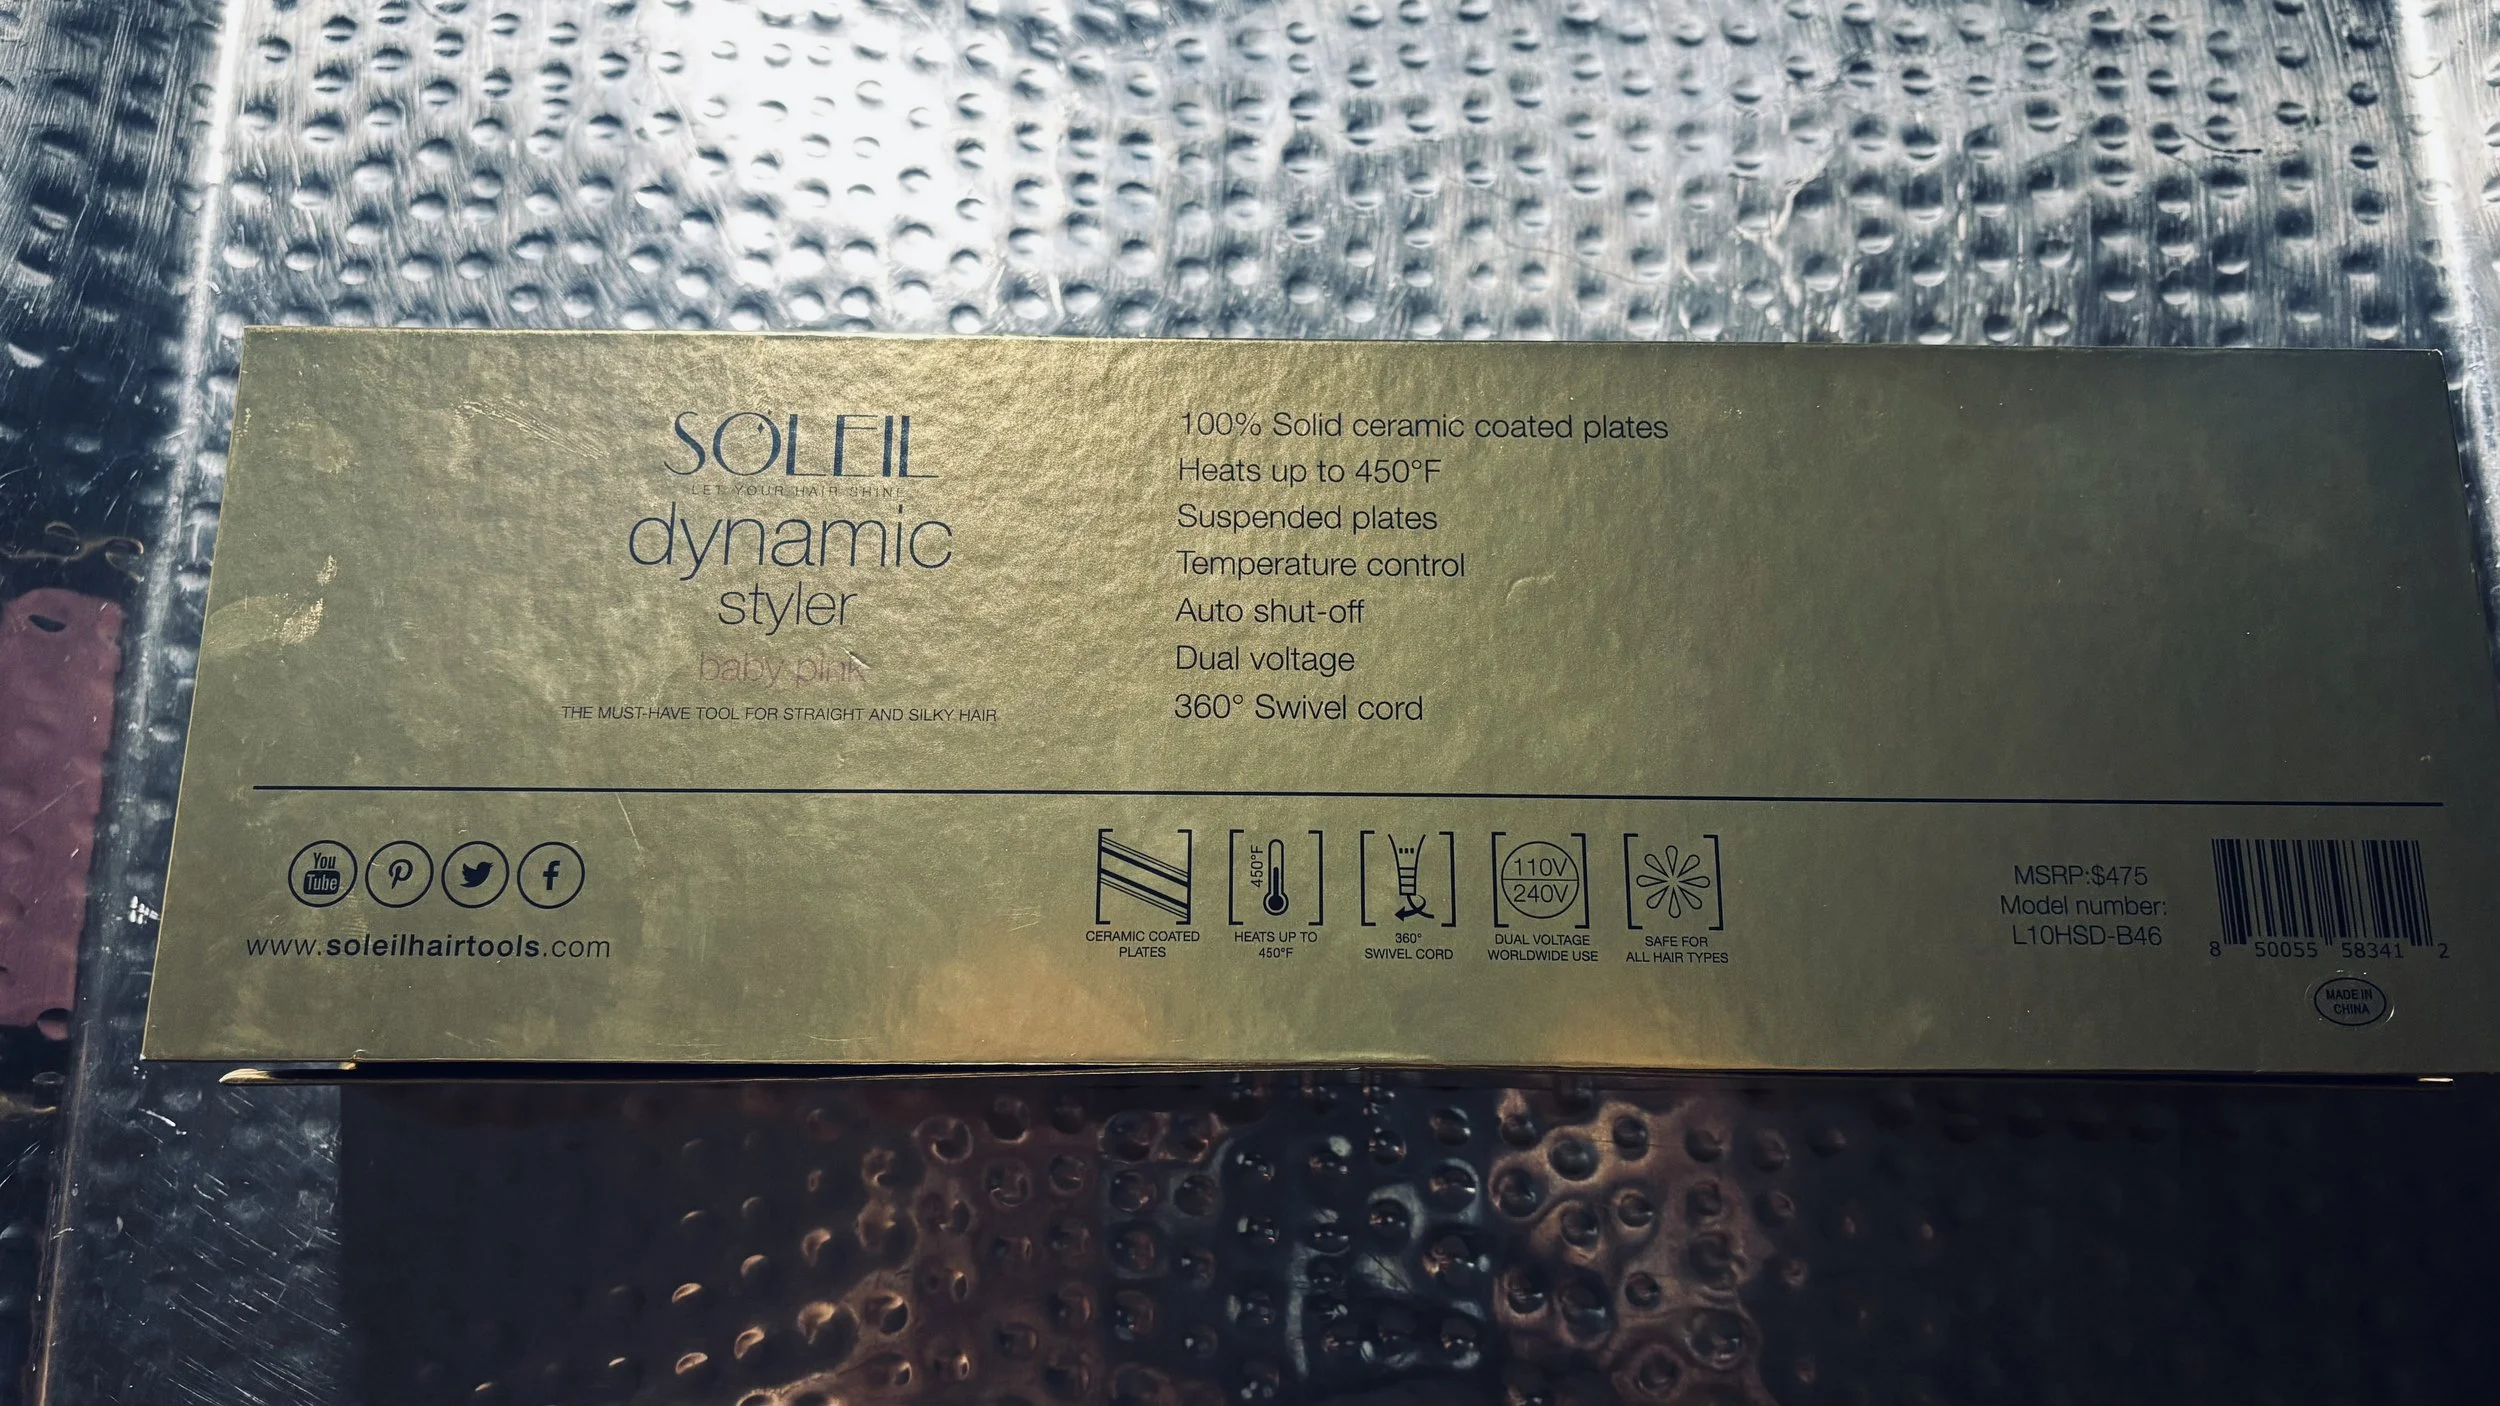 SOLEIL
LET YOUR HAIR SHINE
dynamic
styler
baby pink
THE MUST-HAVE TOOL FOR STRAIGHT AND SILKY HAIR
100% Solid ceramic coated plates
Heats up to 450°F
Suspended plates
Temperature control
Auto shut-off
Dual voltage
360° Swivel cord
You
Tube
www.soleilhairtools.com
CERAMIC COATED
PLATES
450°F
HEATS UP TO
450°F
360°
SWIVEL CORD
110V
240V
DUAL VOLTAGE
WORLDWIDE USE
SAFE FOR
ALL HAIR TYPES
MSRP:$475
Model number:
L10HSD-B46
8 50055 58341 2
MADE IN
CHINA